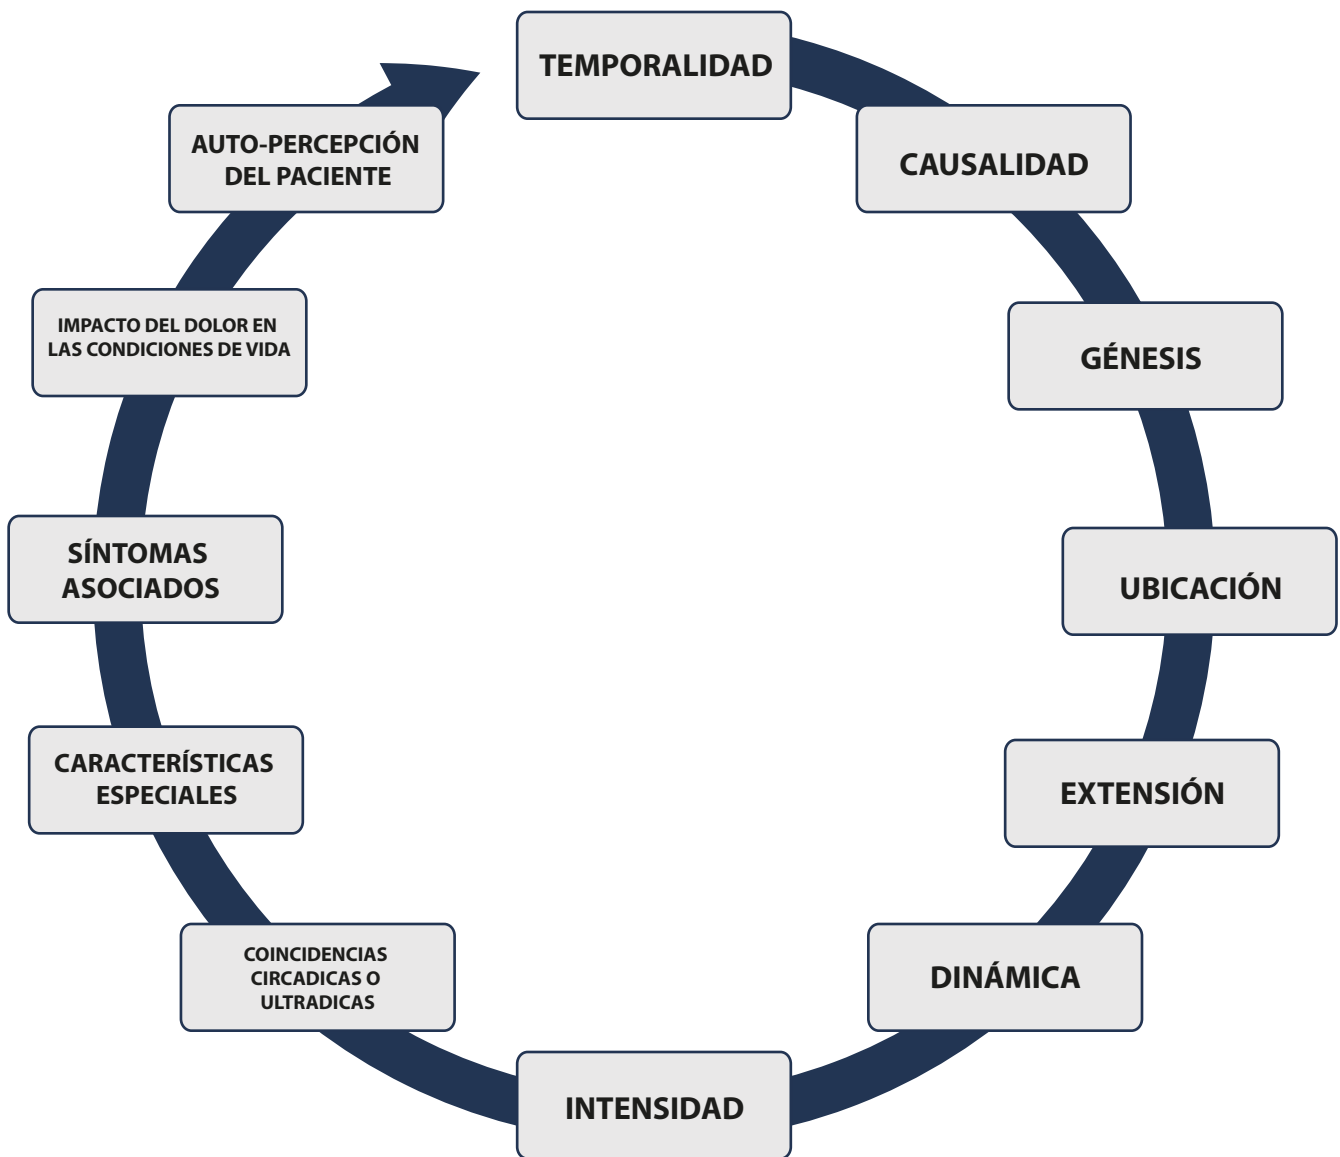 TEMPORALIDAD
CAUSALIDAD
GÉNESIS
UBICACIÓN
EXTENSIÓN
DINÁMICA
INTENSIDAD
COINCIDENCIAS
CIRCADICAS O
ULTRADICAS
CARACTERÍSTICAS
ESPECIALES
SÍNTOMAS
ASOCIADOS
IMPACTO DEL DOLOR EN
LAS CONDICIONES DE VIDA
AUTO-PERCEPCIÓN
DEL PACIENTE